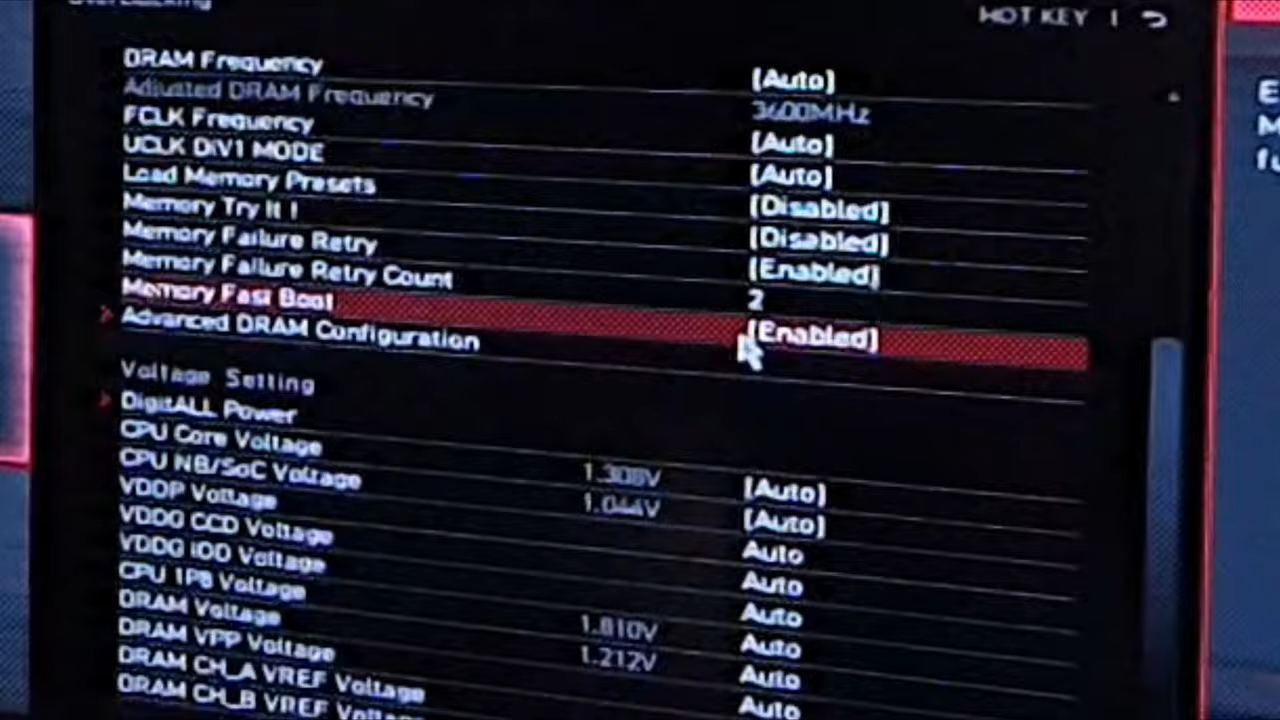 HOT KEY |
DRAM Frequency [Auto]
Adjusted DRAM Frequency 3600MHz
FCLK Frequency [Auto]
UCLK DIV1 MODE [Auto]
Load Memory Presets [Disabled]
Memory Try It ! [Disabled]
Memory Failure Retry [Enabled]
Memory Failure Retry Count 2
Memory Fast Boot [Enabled]
Advanced DRAM Configuration
Voltage Setting
DigitALL Power
CPU Core Voltage 1.308V [Auto]
CPU NB/SoC Voltage 1.044V [Auto]
VDDP Voltage Auto
VDDG CCD Voltage Auto
VDDG IOD Voltage Auto
CPU 1P8 Voltage 1.810V Auto
DRAM Voltage 1.212V Auto
DRAM VPP Voltage Auto
DRAM CH_A VREF Voltage Auto
DRAM CH_B VREF